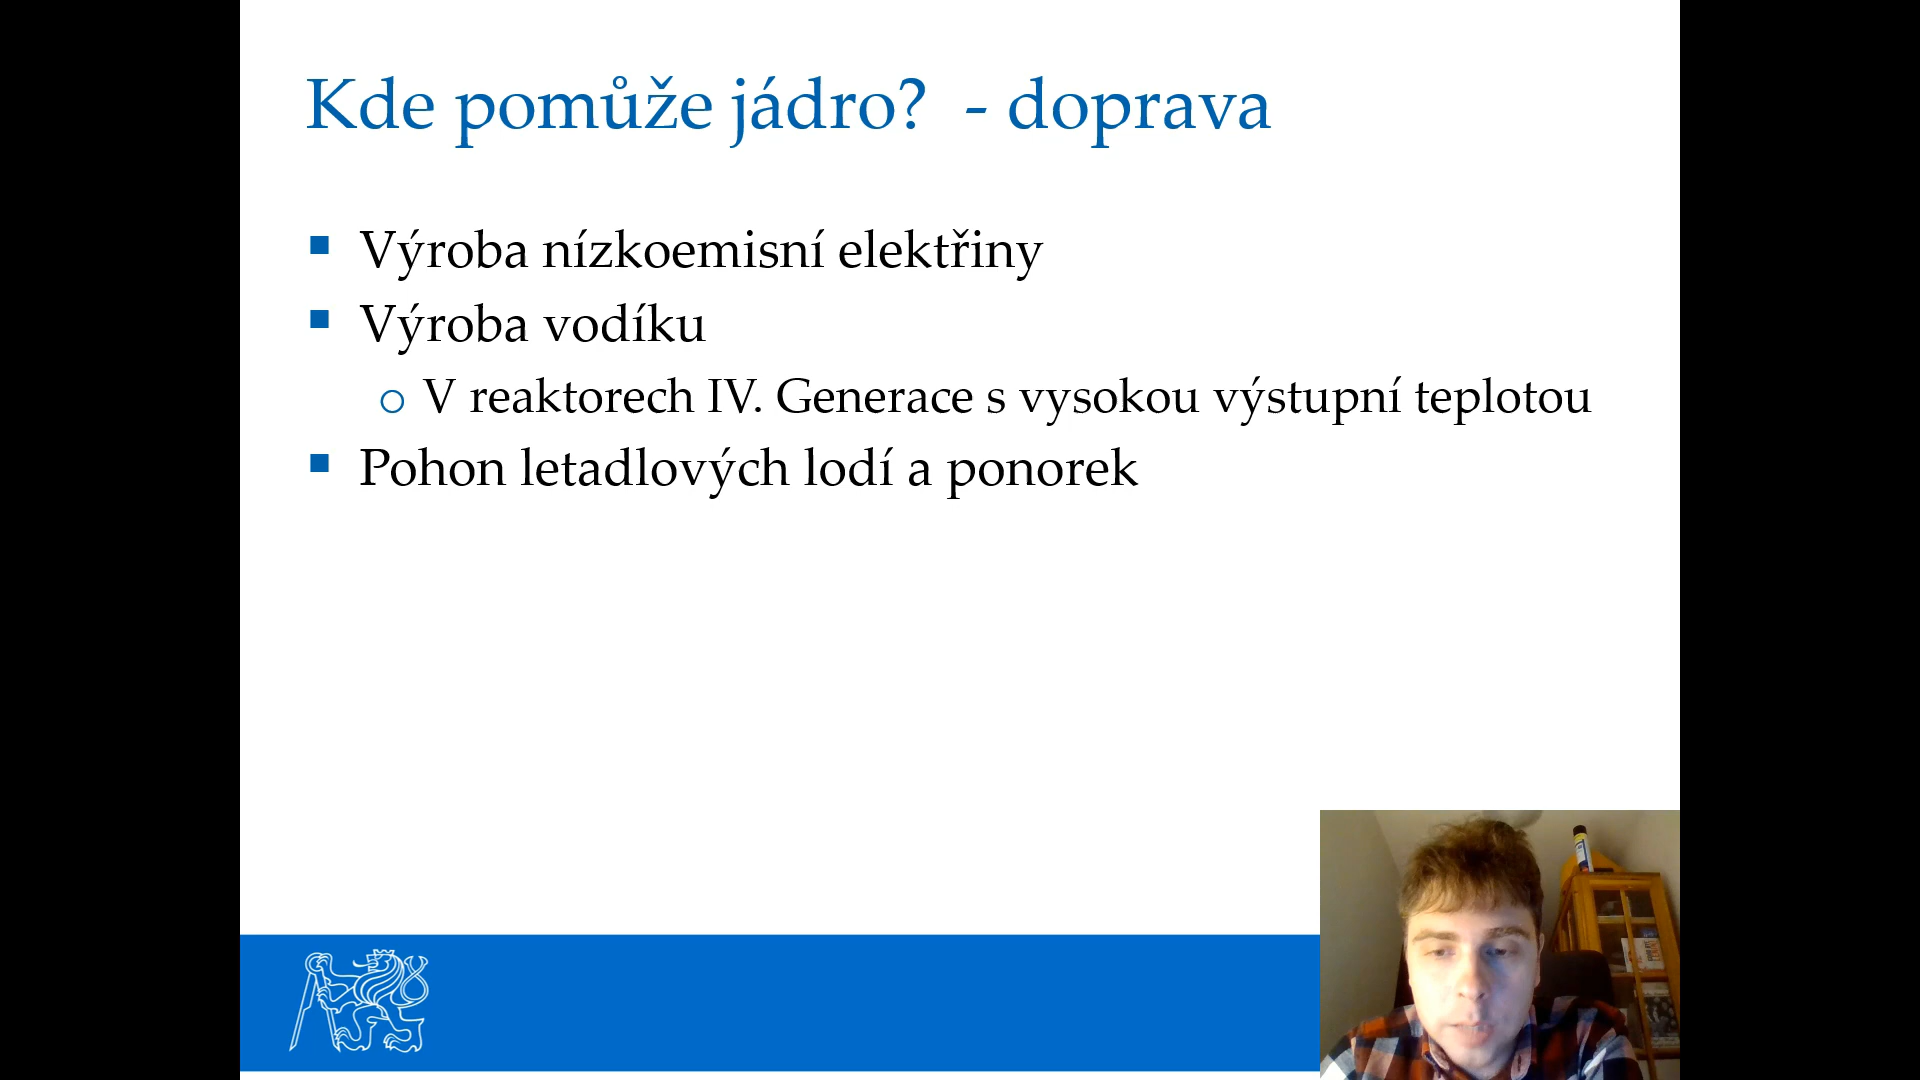 Kde pomůže jádro?  - doprava
Výroba nízkoemisní elektřiny
Výroba vodíku
V reaktorech IV. Generace s vysokou výstupní teplotou
Pohon letadlových lodí a ponorek